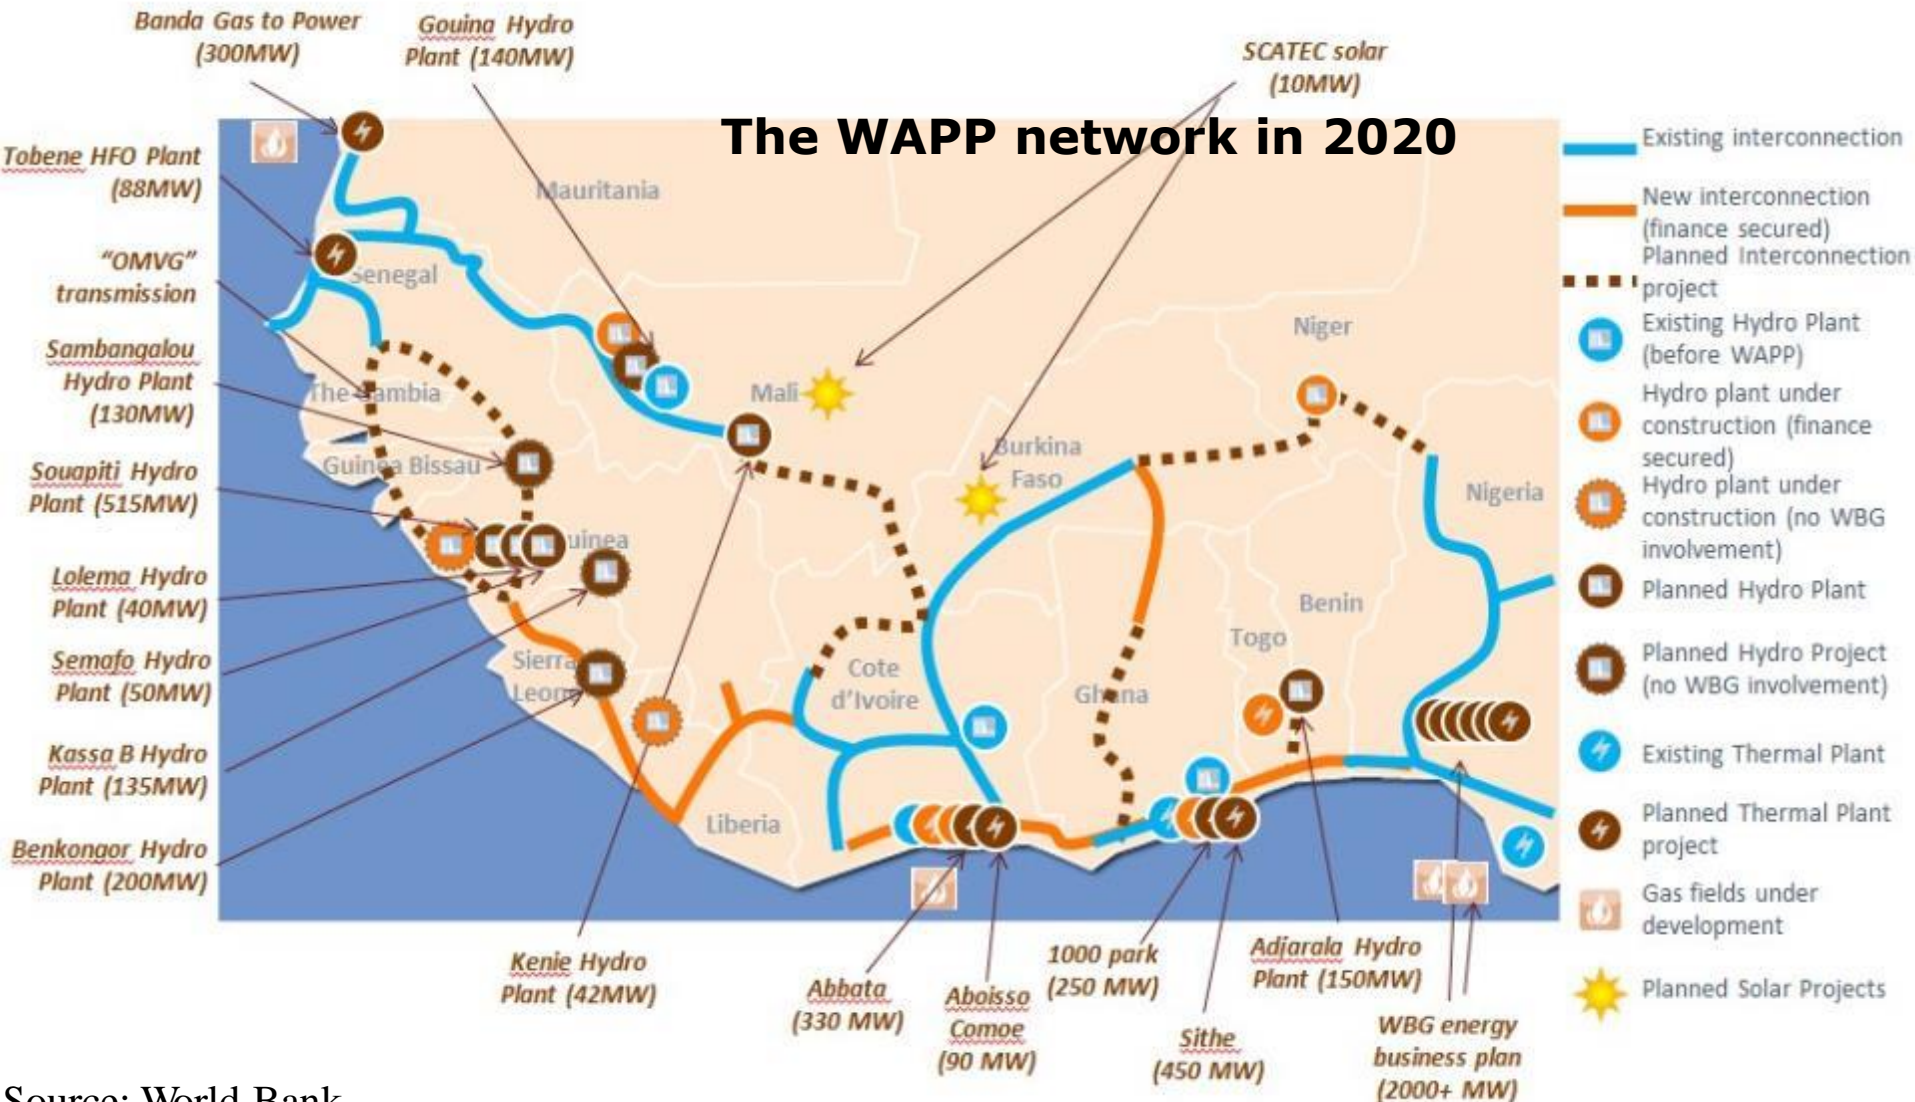 Banda Gas to Power
(300MW)
Gouina Hydro
Plant (140MW)
SCATEC solar
(10MW)
The WAPP network in 2020
Tobene HFO Plant
(88MW)
"OMVG"
transmission
Sambangalou
Hydro Plant
(130MW)
Souapiti Hydro
Plant (515MW)
Lolema Hydro
Plant (40MW)
Semafo Hydro
Plant (50MW)
Kassa B Hydro
Plant (135MW)
Benkongor Hydro
Plant (200MW)
Mauritania
Senegal
The Gambia
Guinea Bissau
uinea
Sierra
Leon
Liberia
Mali
Burkina
Faso
Niger
Nigeria
Benin
Togo
Ghana
Cote
d'Ivoire
Kenie Hydro
Plant (42MW)
Abbata
(330 MW)
Aboisso
Comoe
(90 MW)
1000 park
(250 MW)
Sithe
(450 MW)
Adjarala Hydro
Plant (150MW)
WBG energy
business plan
(2000+ MW)
Existing interconnection
New interconnection
(finance secured)
Planned Interconnection
project
Existing Hydro Plant
(before WAPP)
Hydro plant under
construction (finance
secured)
Hydro plant under
construction (no WBG
involvement)
Planned Hydro Plant
Planned Hydro Project
(no WBG involvement)
Existing Thermal Plant
Planned Thermal Plant
project
Gas fields under
development
Planned Solar Projects
Source: World Bank